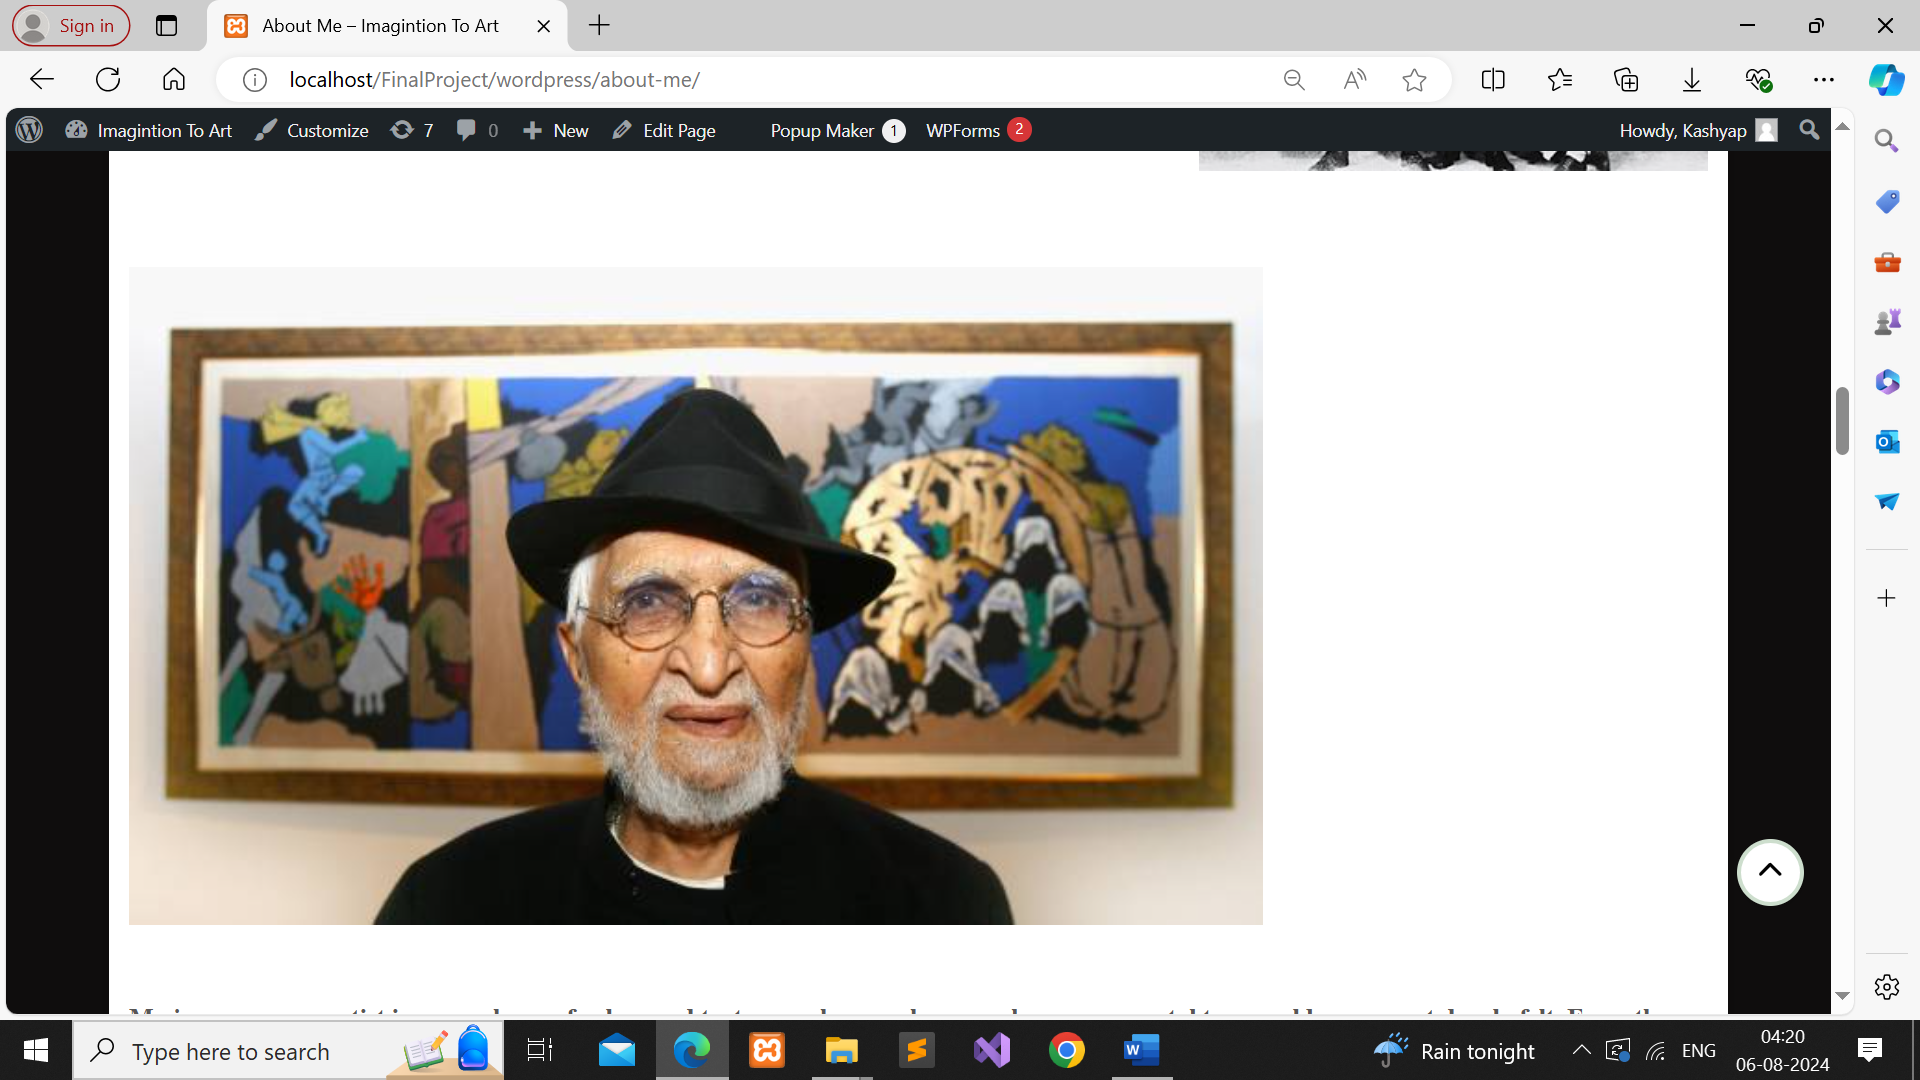 Sign in
About Me – Imagintion To Art
localhost/FinalProject/wordpress/about-me/
Imagintion To Art Customize 7 0 New Edit Page Popup Maker 1 WPForms 2 Howdy, Kashyap
Type here to search
Rain tonight
ENG
04:20
06-08-2024